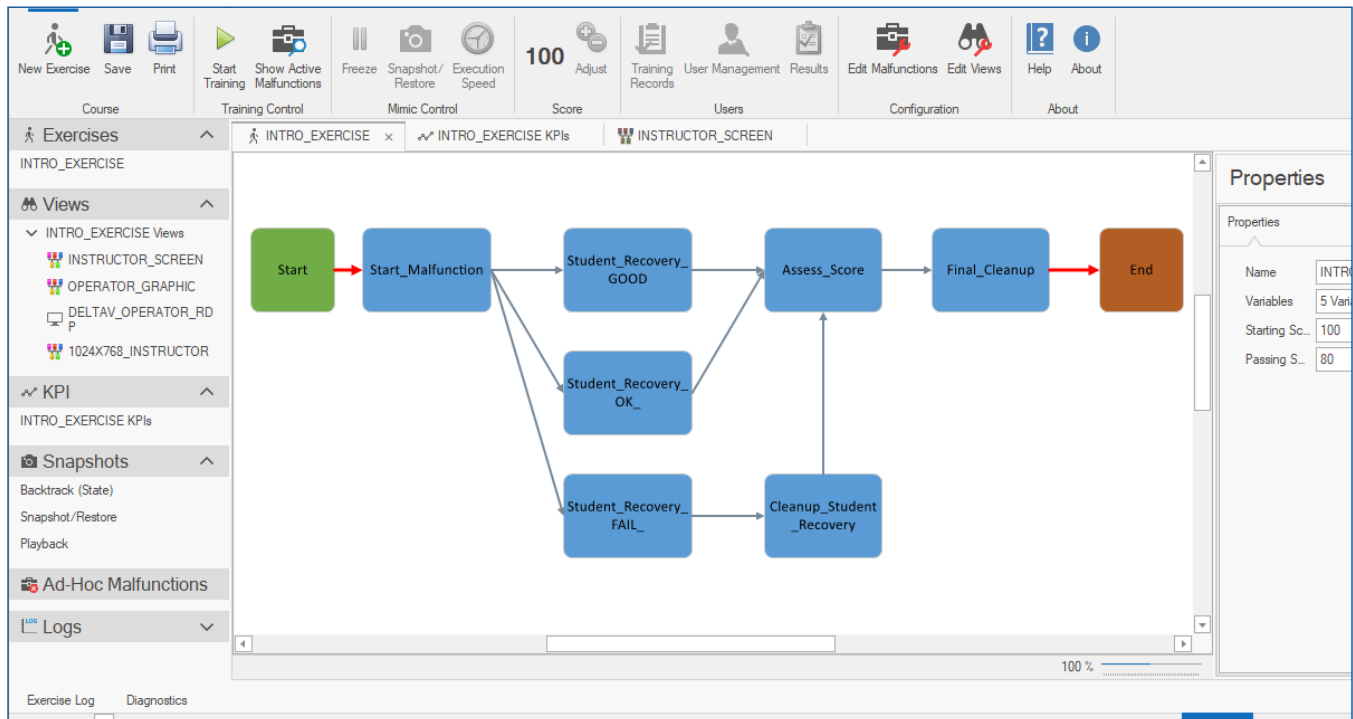 New Exercise
Save
Print
Start
Training
Show Active
Malfunctions
Freeze
Snapshot/
Restore
Execution
Speed
100
Adjust
Training
Records
User Management
Results
Edit Malfunctions
Edit Views
?
Help
i
About
Course
Training Control
Mimic Control
Score
Users
Configuration
About
Exercises
INTRO_EXERCISE
Views
INTRO_EXERCISE Views
INSTRUCTOR_SCREEN
OPERATOR_GRAPHIC
DELTAV_OPERATOR_RD
P
1024X768_INSTRUCTOR
KPI
INTRO_EXERCISE KPIs
Snapshots
Backtrack (State)
Snapshot/Restore
Playback
Ad-Hoc Malfunctions
LOG
Logs
INTRO_EXERCISE ×
INTRO_EXERCISE KPIs
INSTRUCTOR_SCREEN
Start
Start_Malfunction
Student_Recovery_
GOOD
Assess_Score
Final_Cleanup
End
Student_Recovery_
OK_
Student_Recovery_
FAIL_
Cleanup_Student
_Recovery
100 %
Properties
Properties
Name
INTRO
Variables
5 Vari
Starting Sc...
100
Passing S...
80
Exercise Log
Diagnostics